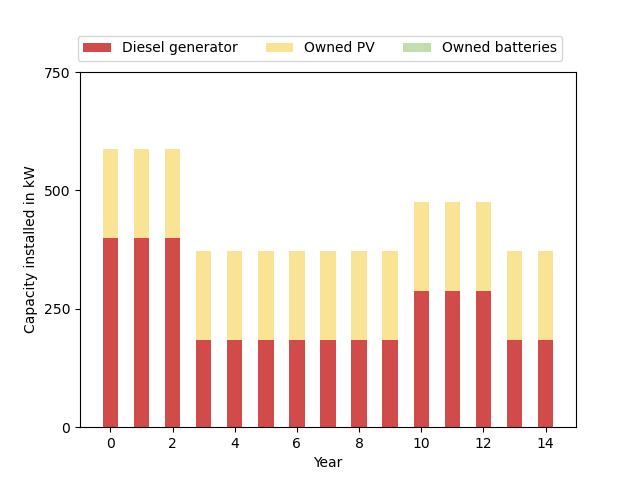 Diesel generator Owned PV Owned batteries
750
500
250
0
Capacity installed in kW
0 2 4 6 8 10 12 14
Year